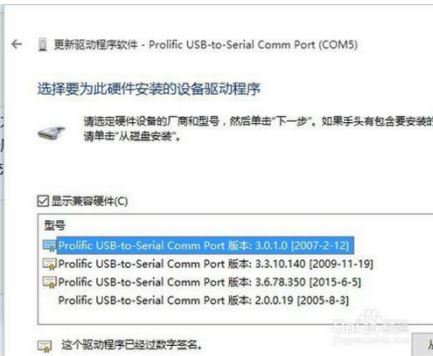 更新驱动程序软件 - Prolific USB-to-Serial Comm Port (COM5)
选择要为此硬件安装的设备驱动程序
请选定硬件设备的厂商和型号，然后单击"下一步"。如果手头有包含要安装的
请单击"从磁盘安装"。
显示兼容硬件(C)
型号
Prolific USB-to-Serial Comm Port 版本: 3.0.1.0 [2007-2-12]
Prolific USB-to-Serial Comm Port 版本: 3.3.10.140 [2009-11-19]
Prolific USB-to-Serial Comm Port 版本: 3.6.78.350 [2015-6-5]
Prolific USB-to-Serial Comm Port 版本: 2.0.0.19 [2005-8-3]
这个驱动程序已经过数字签名。